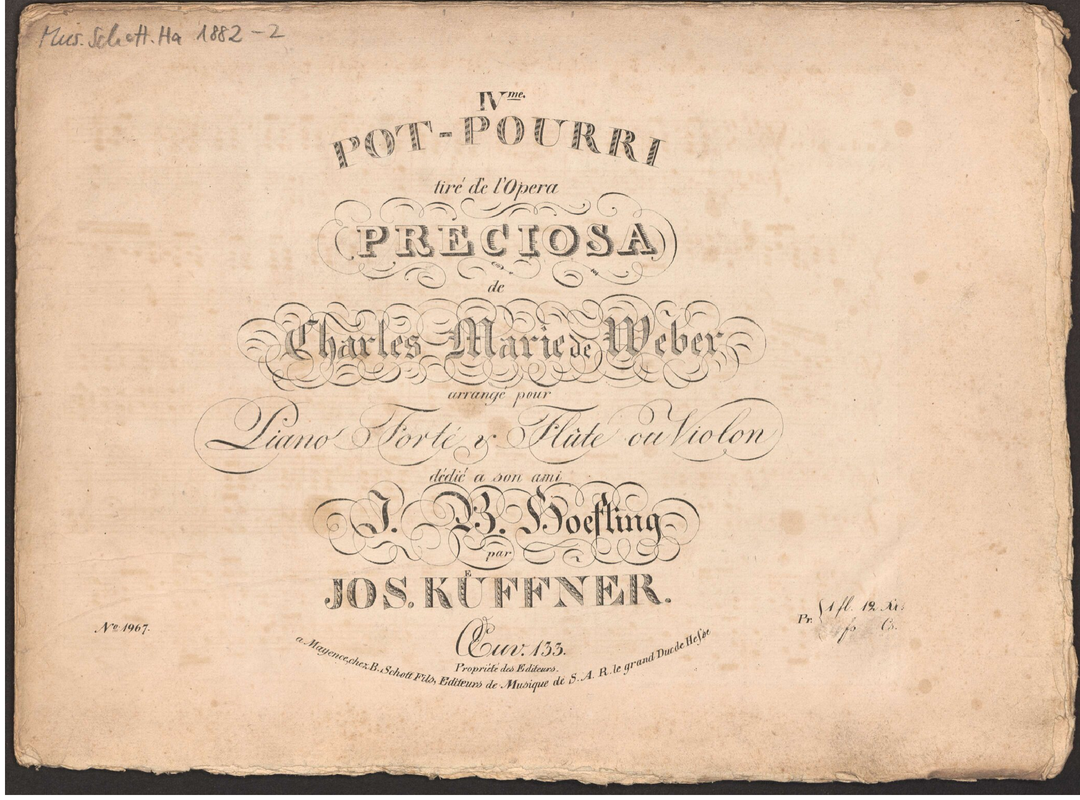 Mus. Schott. Ha 1882-2
IVme.
POT-POURRI
tiré de l'Opera
PRECIOSA
de
Charles Marie de Weber
arrangé pour
Piano Forté & Flûte ou Violon
dédié a son ami
J. B. Hoefling
par
JOS. KÜFFNER.
Nº 1967.
Pr. 1 fl. 12 Xr
Œuv. 133.
Propriété des Editeurs.
a Mayence, chez B. Schott Fils, Editeurs de Musique de S. A. R. le grand Duc de Hesse